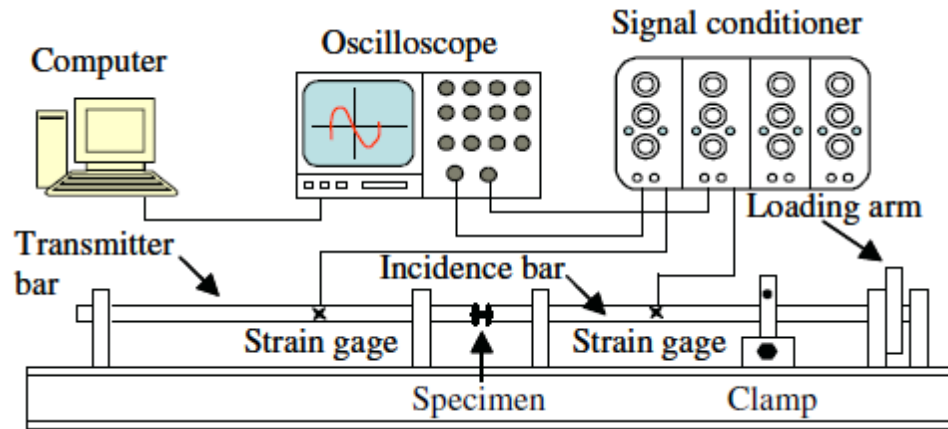 Signal conditioner
Oscilloscope
Computer
Loading arm
Transmitter
bar
Incidence bar
Strain gage
Strain gage
Specimen
Clamp